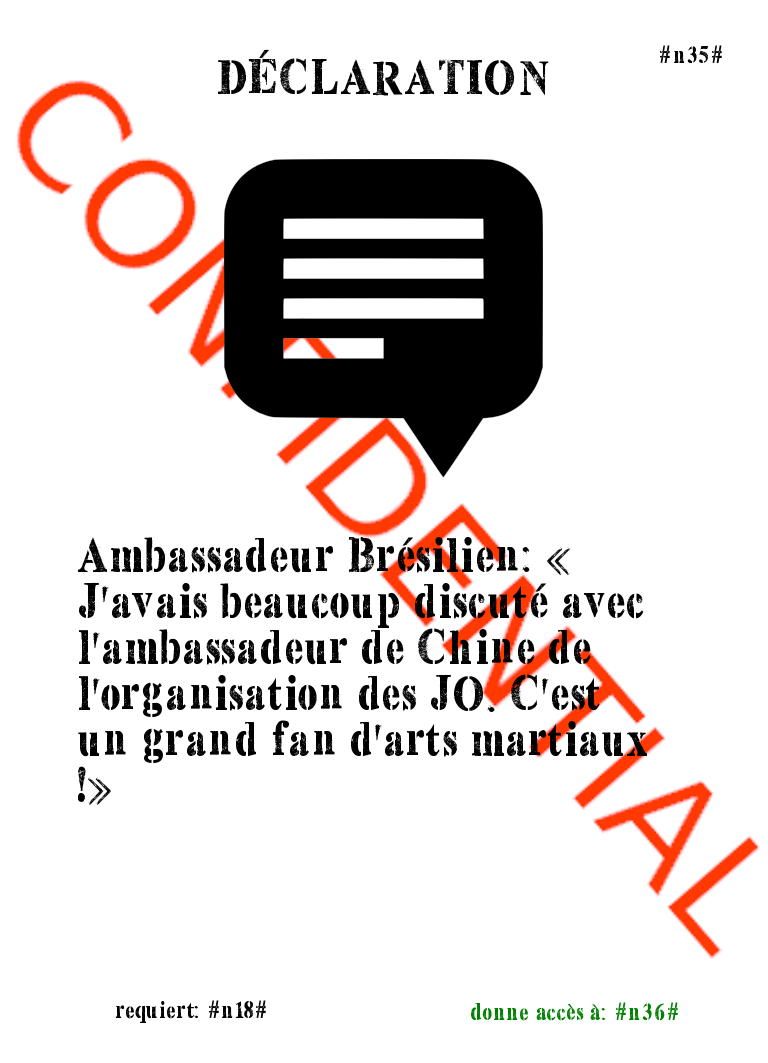 #n35#
DÉCLARATION
CONFIDENTIAL
Ambassadeur Brésilien: «
J'avais beaucoup discuté avec
l'ambassadeur de Chine de
l'organisation des JO. C'est
un grand fan d'arts martiaux
!»
requiert: #n18#
donne accès à: #n36#